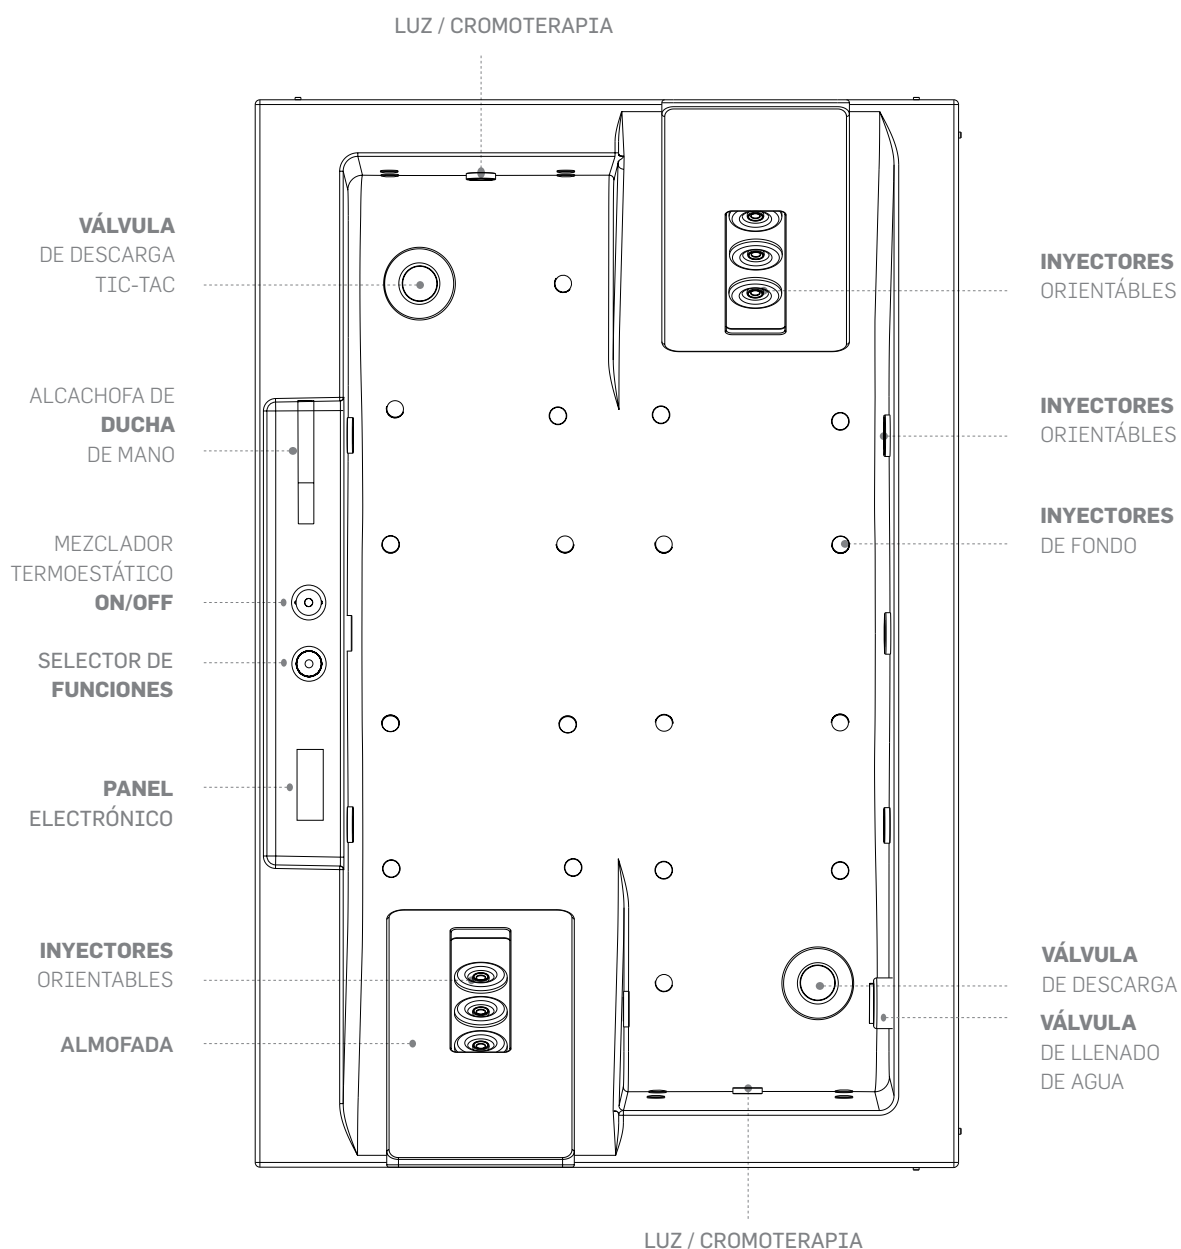 LUZ / CROMOTERAPIA
VÁLVULA
DE DESCARGA
TIC-TAC
ALCACHOFA DE
DUCHA
DE MANO
MEZCLADOR
TERMOESTÁTICO
ON/OFF
SELECTOR DE
FUNCIONES
PANEL
ELECTRÓNICO
INYECTORES
ORIENTABLES
ALMOFADA
INYECTORES
ORIENTÁBLES
INYECTORES
ORIENTÁBLES
INYECTORES
DE FONDO
VÁLVULA
DE DESCARGA
VÁLVULA
DE LLENADO
DE AGUA
LUZ / CROMOTERAPIA